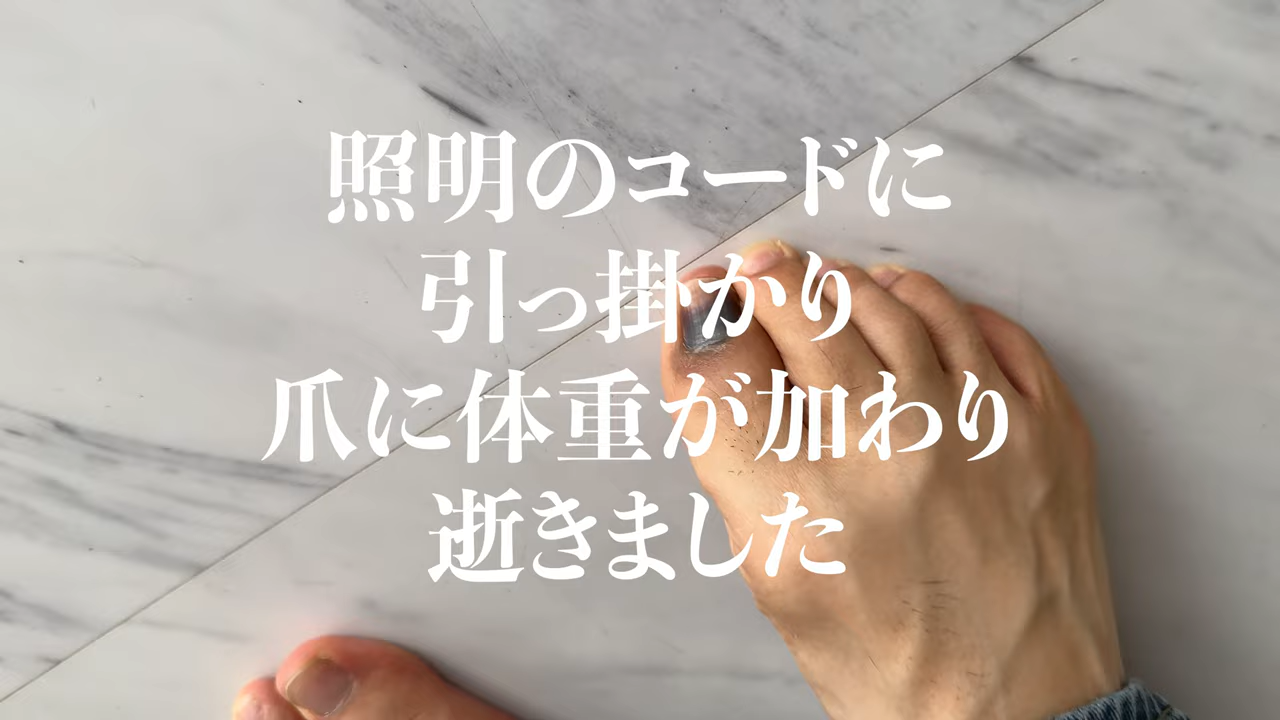 照明のコードに
引っ掛かり
爪に体重が加わり
逝きました